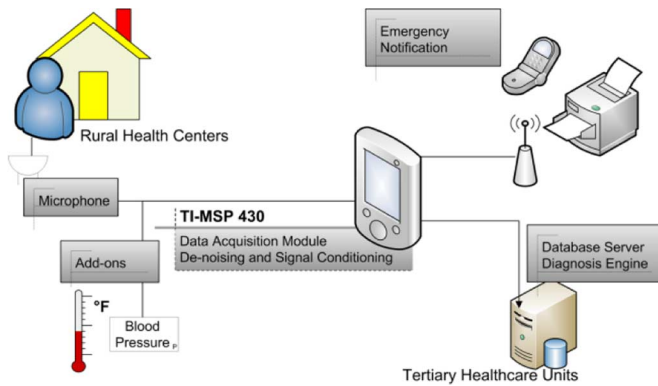 Emergency
Notification
Rural Health Centers
Microphone
TI-MSP 430
Data Acquisition Module
De-noising and Signal Conditioning
Add-ons
Database Server
Diagnosis Engine
°F
Blood
Pressure P
Tertiary Healthcare Units